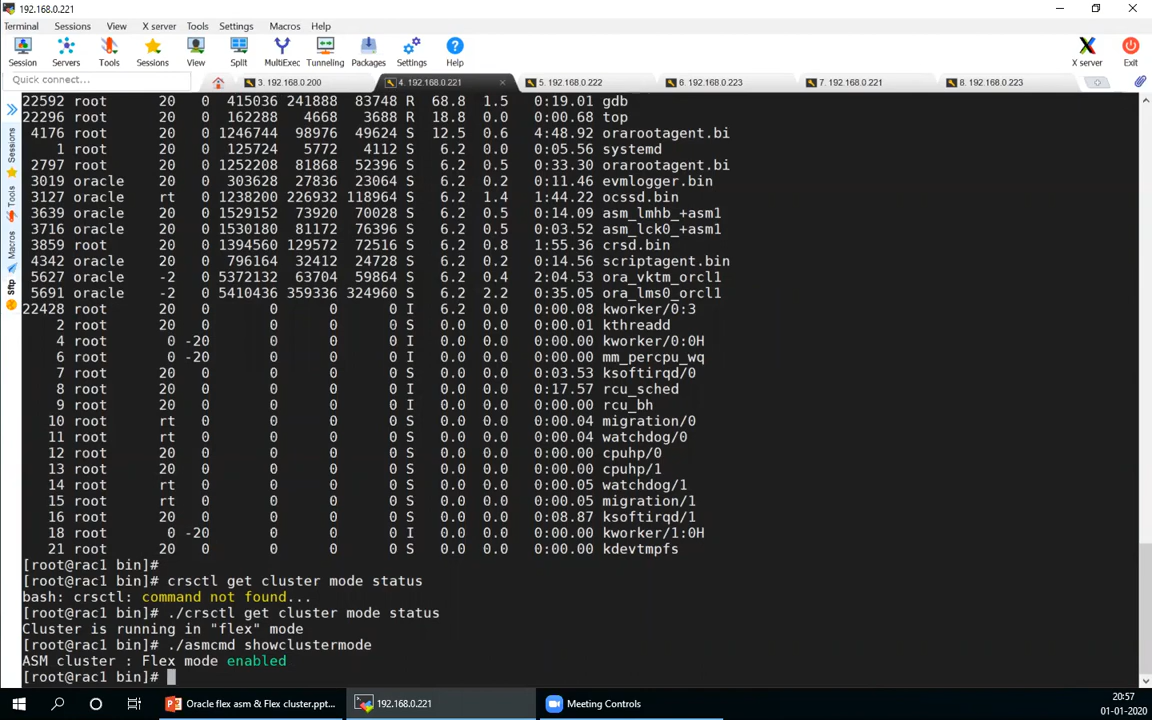 192.168.0.221
Terminal Sessions View X server Tools Settings Macros Help
Session Servers Tools Sessions View Split MultiExec Tunneling Packages Settings Help X server Exit
Quick connect...
3. 192.168.0.200
4. 192.168.0.221
5. 192.168.0.222
6. 192.168.0.223
7. 192.168.0.221
8. 192.168.0.223
Sessions
Tools
Macros
Sftp
22592 root 20 0 415036 241888 83748 R 68.8 1.5 0:19.01 gdb
22296 root 20 0 162288 4668 3688 R 18.8 0.0 0:00.68 top
4176 root 20 0 1246744 98976 49624 S 12.5 0.6 4:48.92 orarootagent.bi
1 root 20 0 125724 5772 4112 S 6.2 0.0 0:05.56 systemd
2797 root 20 0 1252208 81868 52396 S 6.2 0.5 0:33.30 orarootagent.bi
3019 oracle 20 0 303628 27836 23064 S 6.2 0.2 0:11.46 evmlogger.bin
3127 oracle rt 0 1238200 226932 118964 S 6.2 1.4 1:44.22 ocssd.bin
3639 oracle 20 0 1529152 73920 70028 S 6.2 0.5 0:14.09 asm_lmhb_+asm1
3716 oracle 20 0 1530180 81172 76396 S 6.2 0.5 0:03.52 asm_lck0_+asm1
3859 root 20 0 1394560 129572 72516 S 6.2 0.8 1:55.36 crsd.bin
4342 oracle 20 0 796164 32412 24728 S 6.2 0.2 0:14.56 scriptagent.bin
5627 oracle -2 0 5372132 63704 59864 S 6.2 0.4 2:04.53 ora_vktm_orcl1
5691 oracle -2 0 5410436 359336 324960 S 6.2 2.2 0:35.05 ora_lms0_orcl1
22428 root 20 0 0 0 0 I 6.2 0.0 0:00.08 kworker/0:3
2 root 20 0 0 0 0 S 0.0 0.0 0:00.01 kthreadd
4 root 0 -20 0 0 0 I 0.0 0.0 0:00.00 kworker/0:0H
6 root 0 -20 0 0 0 I 0.0 0.0 0:00.00 mm_percpu_wq
7 root 20 0 0 0 0 S 0.0 0.0 0:03.53 ksoftirqd/0
8 root 20 0 0 0 0 I 0.0 0.0 0:17.57 rcu_sched
9 root 20 0 0 0 0 I 0.0 0.0 0:00.00 rcu_bh
10 root rt 0 0 0 0 S 0.0 0.0 0:00.04 migration/0
11 root rt 0 0 0 0 S 0.0 0.0 0:00.04 watchdog/0
12 root 20 0 0 0 0 S 0.0 0.0 0:00.00 cpuhp/0
13 root 20 0 0 0 0 S 0.0 0.0 0:00.00 cpuhp/1
14 root rt 0 0 0 0 S 0.0 0.0 0:00.05 watchdog/1
15 root rt 0 0 0 0 S 0.0 0.0 0:00.05 migration/1
16 root 20 0 0 0 0 S 0.0 0.0 0:08.87 ksoftirqd/1
18 root 0 -20 0 0 0 I 0.0 0.0 0:00.00 kworker/1:0H
21 root 20 0 0 0 0 S 0.0 0.0 0:00.00 kdevtmpfs
[root@rac1 bin]#
[root@rac1 bin]# crsctl get cluster mode status
bash: crsctl: command not found...
[root@rac1 bin]# ./crsctl get cluster mode status
Cluster is running in "flex" mode
[root@rac1 bin]# ./asmcmd showclustermode
ASM cluster : Flex mode enabled
[root@rac1 bin]#
Oracle flex asm & Flex cluster.ppt...
192.168.0.221
Meeting Controls
20:57
01-01-2020